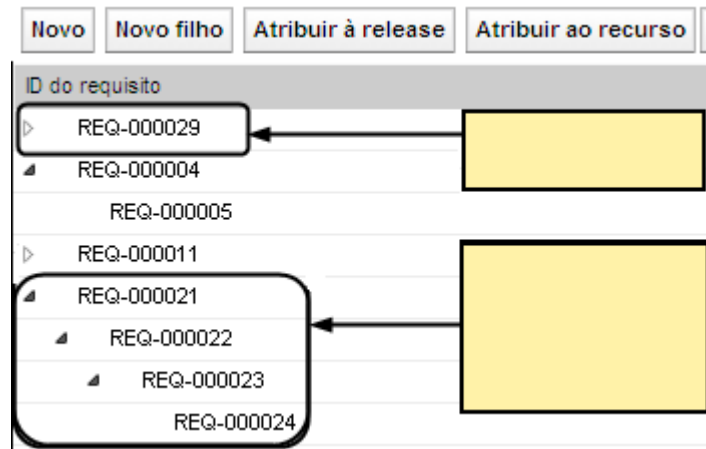 Novo Novo filho Atribuir à release Atribuir ao recurso
ID do requisito
REQ-000029
REQ-000004
REQ-000005
REQ-000011
REQ-000021
REQ-000022
REQ-000023
REQ-000024